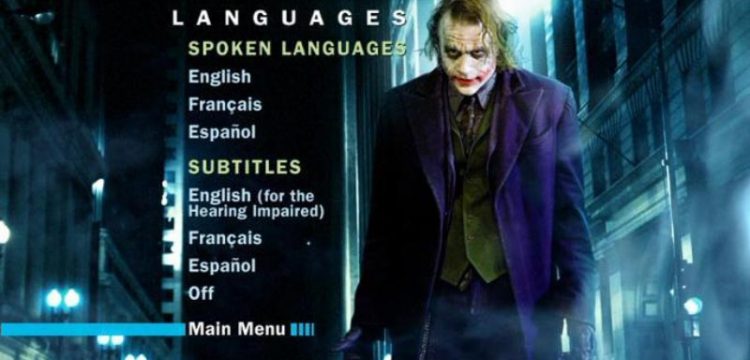 LANGUAGES
SPOKEN LANGUAGES
English
Français
Español
SUBTITLES
English (for the
Hearing Impaired)
Français
Español
Off
Main Menu